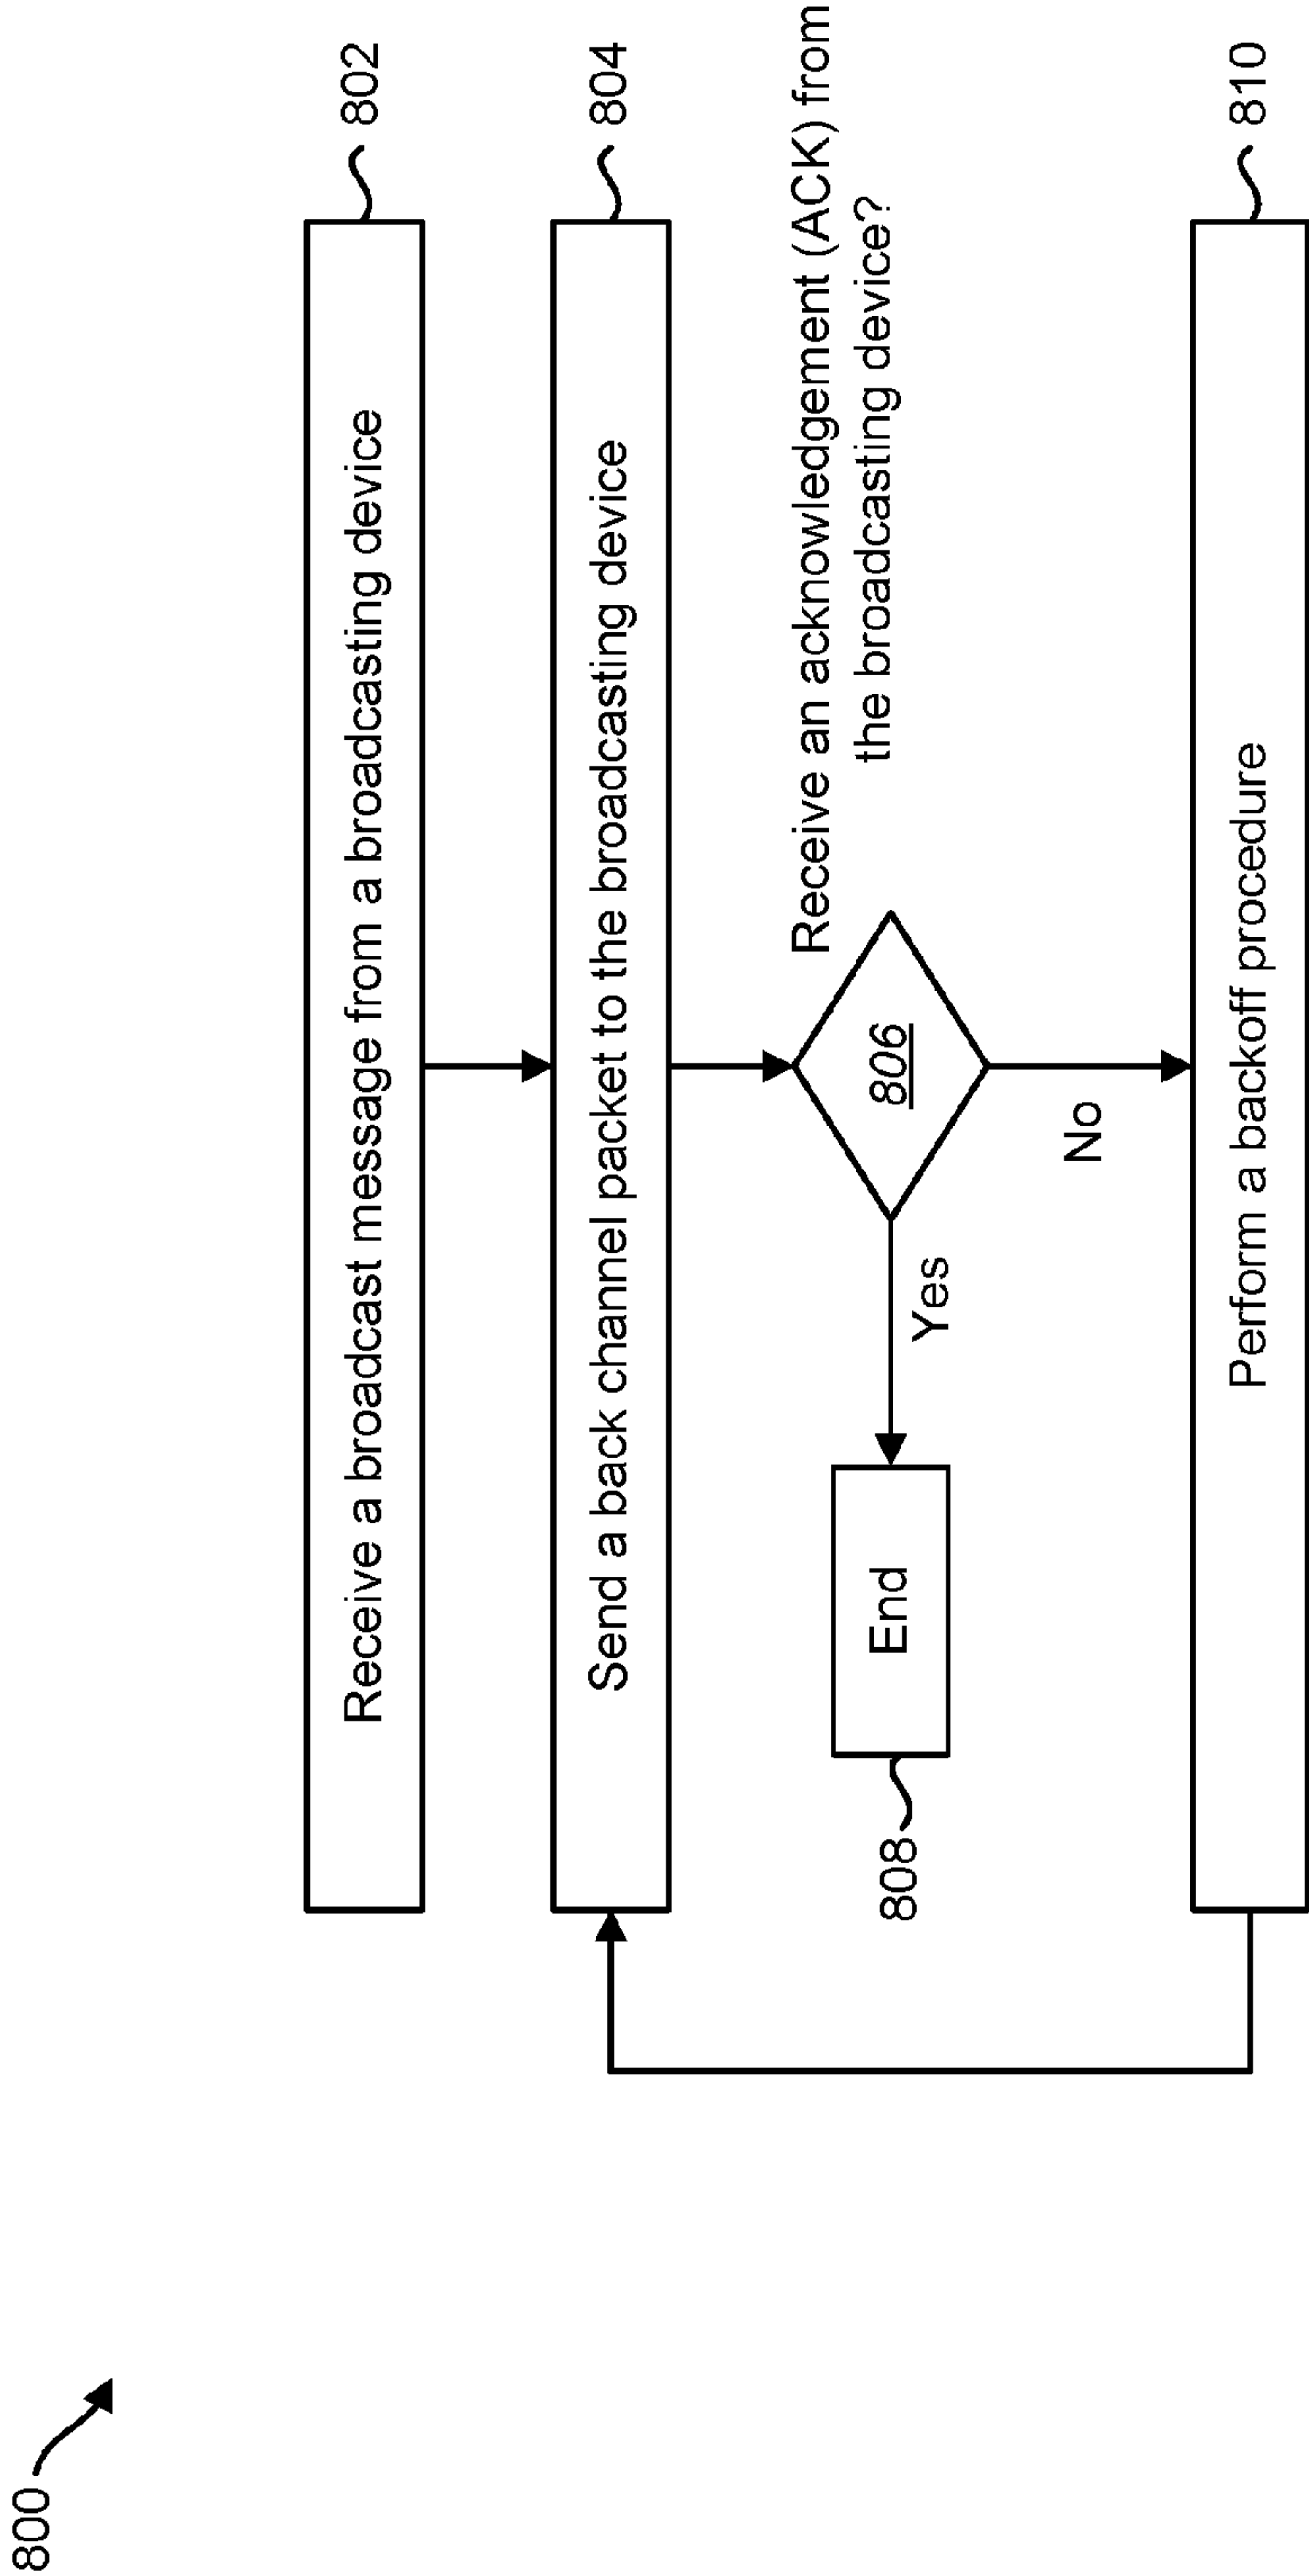 800
Receive a broadcast message from a broadcasting device
802
Send a back channel packet to the broadcasting device
804
Receive an acknowledgement (ACK) from
the broadcasting device?
806
Yes
End
808
No
Perform a backoff procedure
810